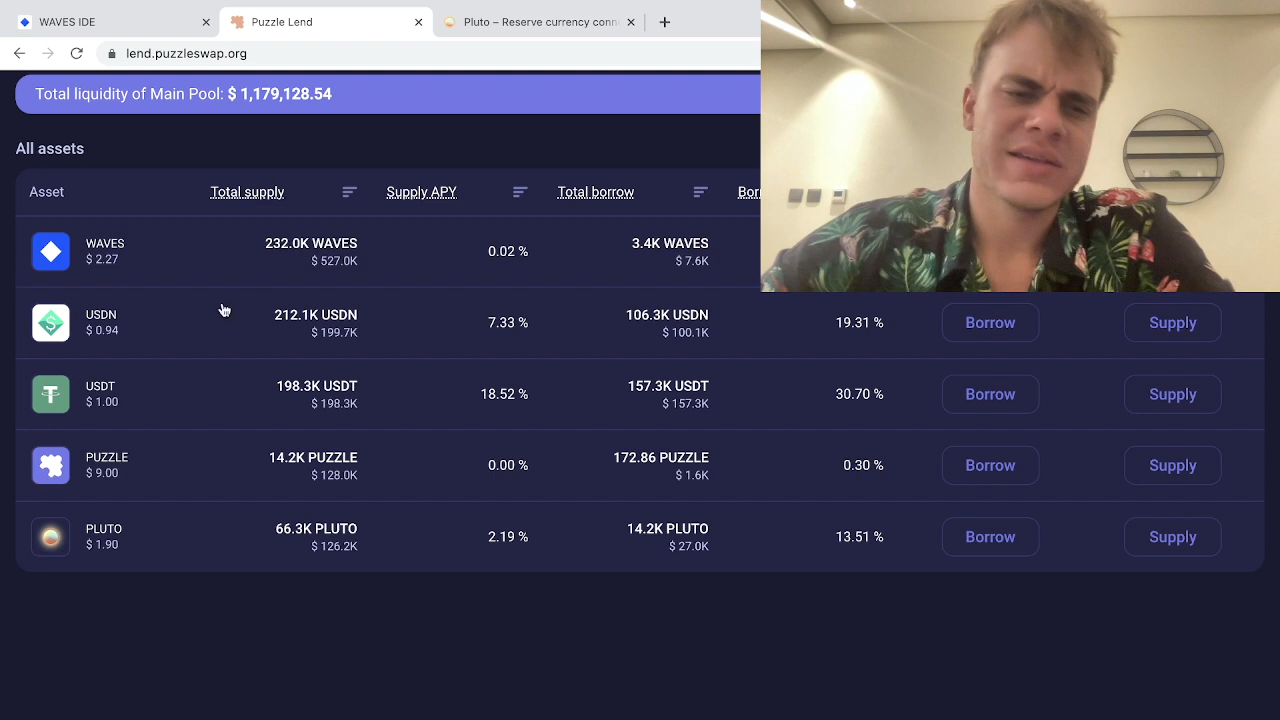 WAVES IDE
Puzzle Lend
Pluto – Reserve currency conn
lend.puzzleswap.org
Total liquidity of Main Pool: $ 1,179,128.54
All assets
Asset Total supply Supply APY Total borrow Bor
WAVES 232.0K WAVES 0.02 % 3.4K WAVES
$ 2.27 $ 527.0K $ 7.6K
USDN 212.1K USDN 7.33 % 106.3K USDN 19.31 % Borrow Supply
$ 0.94 $ 199.7K $ 100.1K
USDT 198.3K USDT 18.52 % 157.3K USDT 30.70 % Borrow Supply
$ 1.00 $ 198.3K $ 157.3K
PUZZLE 14.2K PUZZLE 0.00 % 172.86 PUZZLE 0.30 % Borrow Supply
$ 9.00 $ 128.0K $ 1.6K
PLUTO 66.3K PLUTO 2.19 % 14.2K PLUTO 13.51 % Borrow Supply
$ 1.90 $ 126.2K $ 27.0K